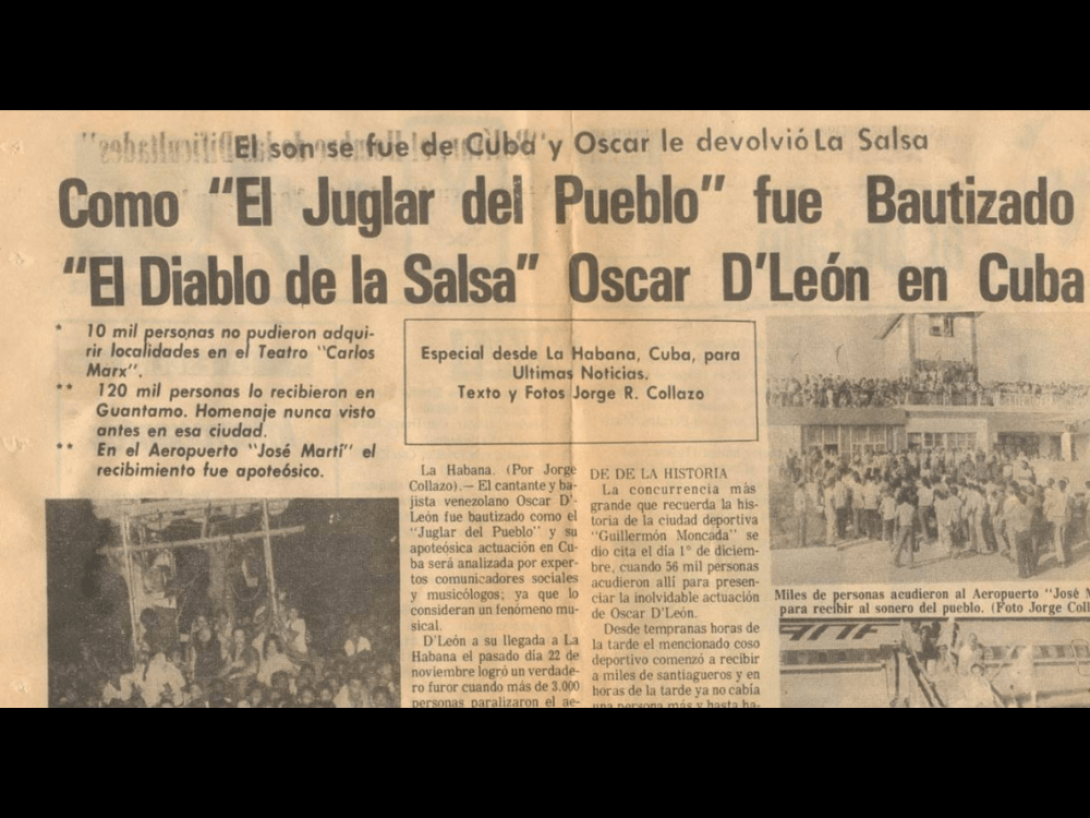 El son se fue de Cuba y Oscar le devolvió La Salsa
Como "El Juglar del Pueblo" fue Bautizado
"El Diablo de la Salsa" Oscar D'León en Cuba
* 10 mil personas no pudieron adqui-
rir localidades en el Teatro "Carlos
Marx".
** 120 mil personas lo recibieron en
Guantamo. Homenaje nunca visto
antes en esa ciudad.
** En el Aeropuerto "José Martí" el
recibimiento fue apoteósico.
Especial desde La Habana, Cuba, para
Ultimas Noticias.
Texto y Fotos Jorge R. Collazo
La Habana. (Por Jorge
Collazo).— El cantante y ba-
jista venezolano Oscar D'-
León fue bautizado como el
"Juglar del Pueblo" y su
apoteósica actuación en Cu-
ba será analizada por exper-
tos comunicadores sociales
y musicólogos; ya que lo
consideran un fenómeno mu-
sical.
D'León a su llegada a La
Habana el pasado día 22 de
noviembre logró un verdade-
ro furor cuando más de 3.000
personas paralizaron el ae-
DE DE LA HISTORIA
La concurrencia más
grande que recuerda la his-
toria de la ciudad deportiva
"Guillermón Moncada" se
dio cita el día 1° de diciem-
bre, cuando 56 mil personas
acudieron allí para presen-
ciar la inolvidable actuación
de Oscar D'León.
Desde tempranas horas de
la tarde el mencionado coso
deportivo comenzó a recibir
a miles de santiagueros y en
horas de la tarde ya no cabía
una persona más y hasta ha-
Miles de personas acudieron al Aeropuerto "José M
para recibir al sonero del pueblo. (Foto Jorge Coll